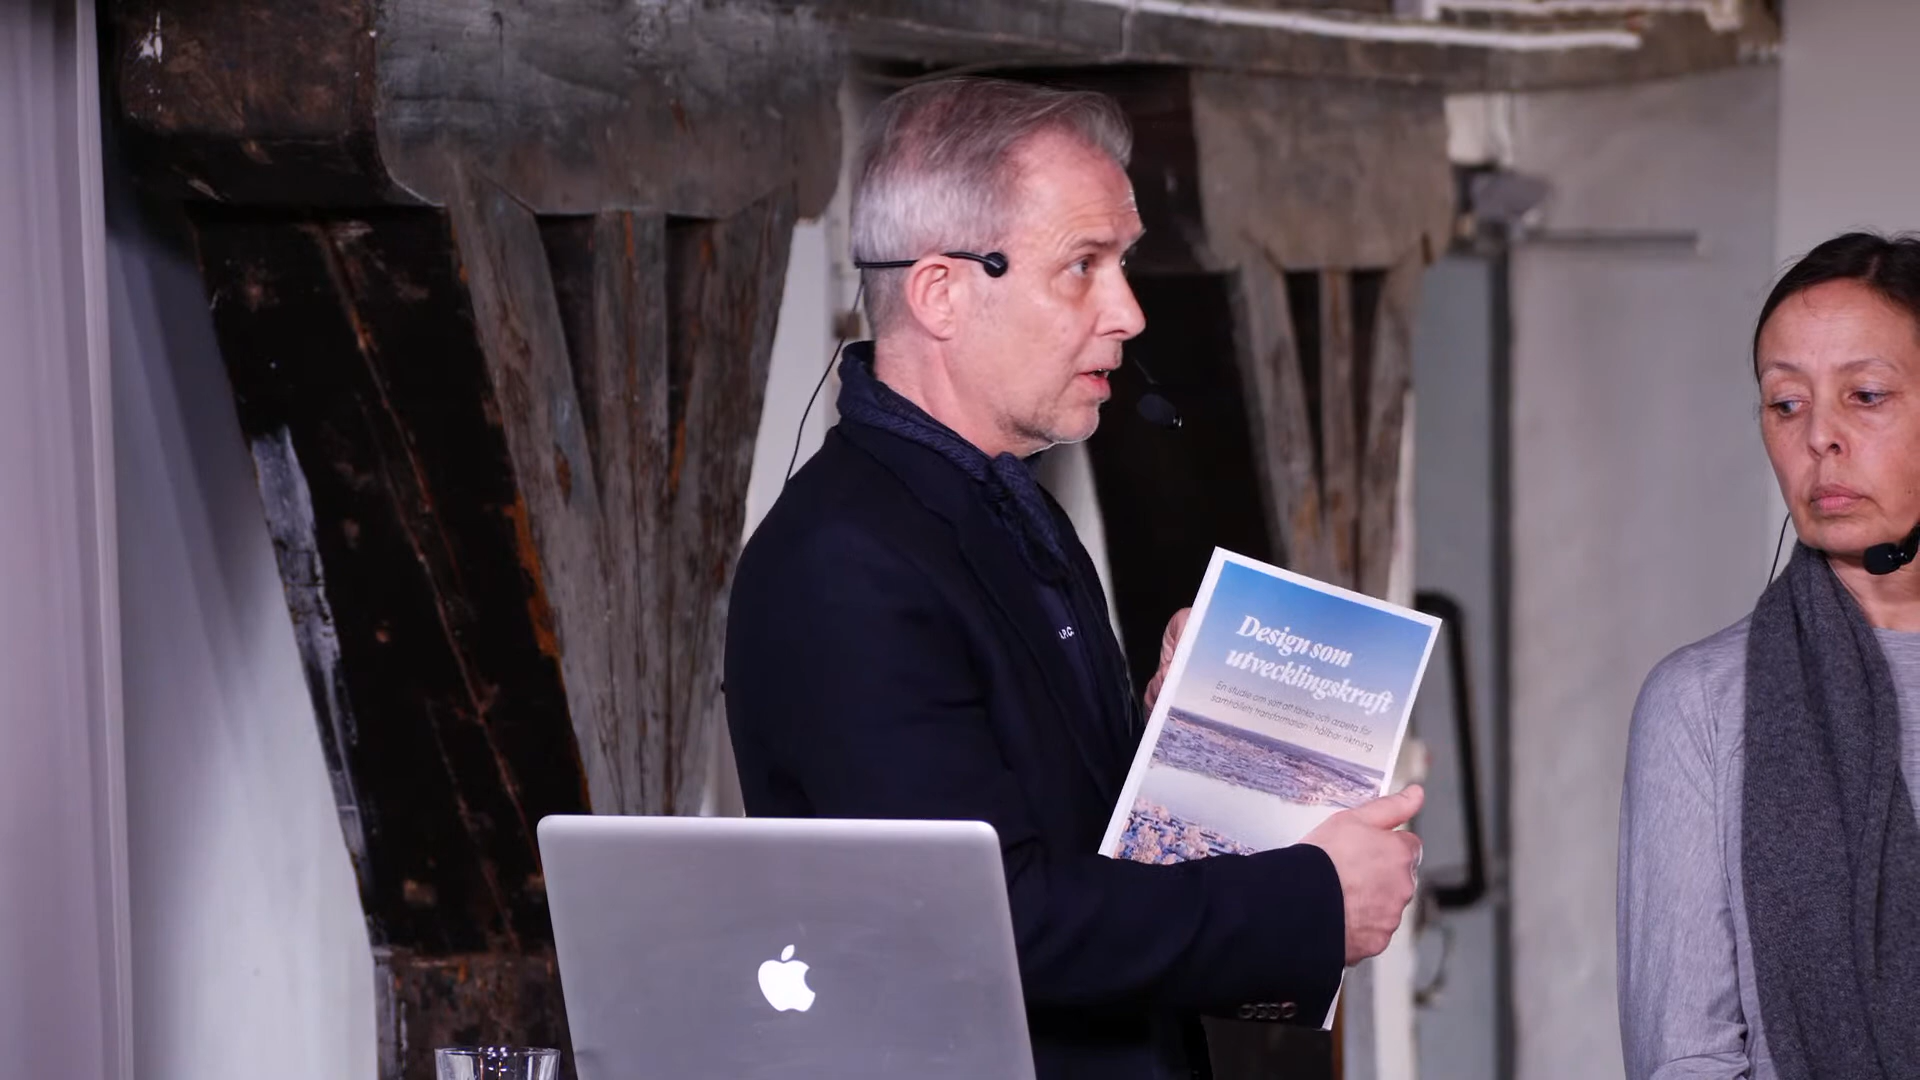 Design som
utvecklingskraft
En studie om sätt att tänka och arbeta för
samhällets transformation i hållbar riktning